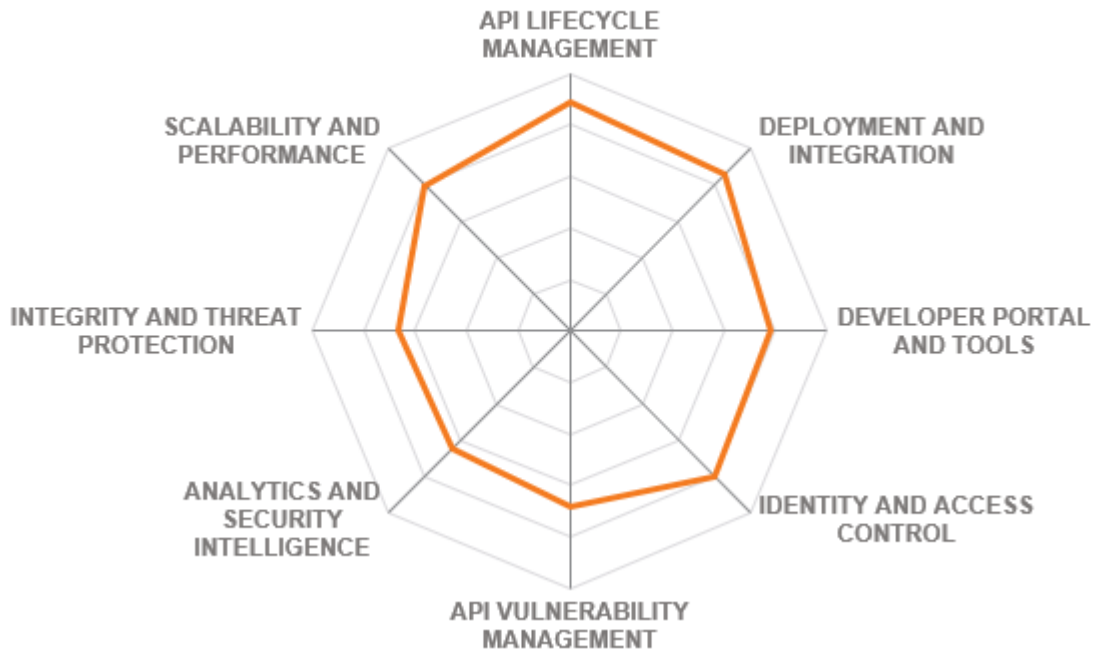 API LIFECYCLE
MANAGEMENT
DEPLOYMENT AND
INTEGRATION
DEVELOPER PORTAL
AND TOOLS
IDENTITY AND ACCESS
CONTROL
API VULNERABILITY
MANAGEMENT
ANALYTICS AND
SECURITY
INTELLIGENCE
INTEGRITY AND THREAT
PROTECTION
SCALABILITY AND
PERFORMANCE